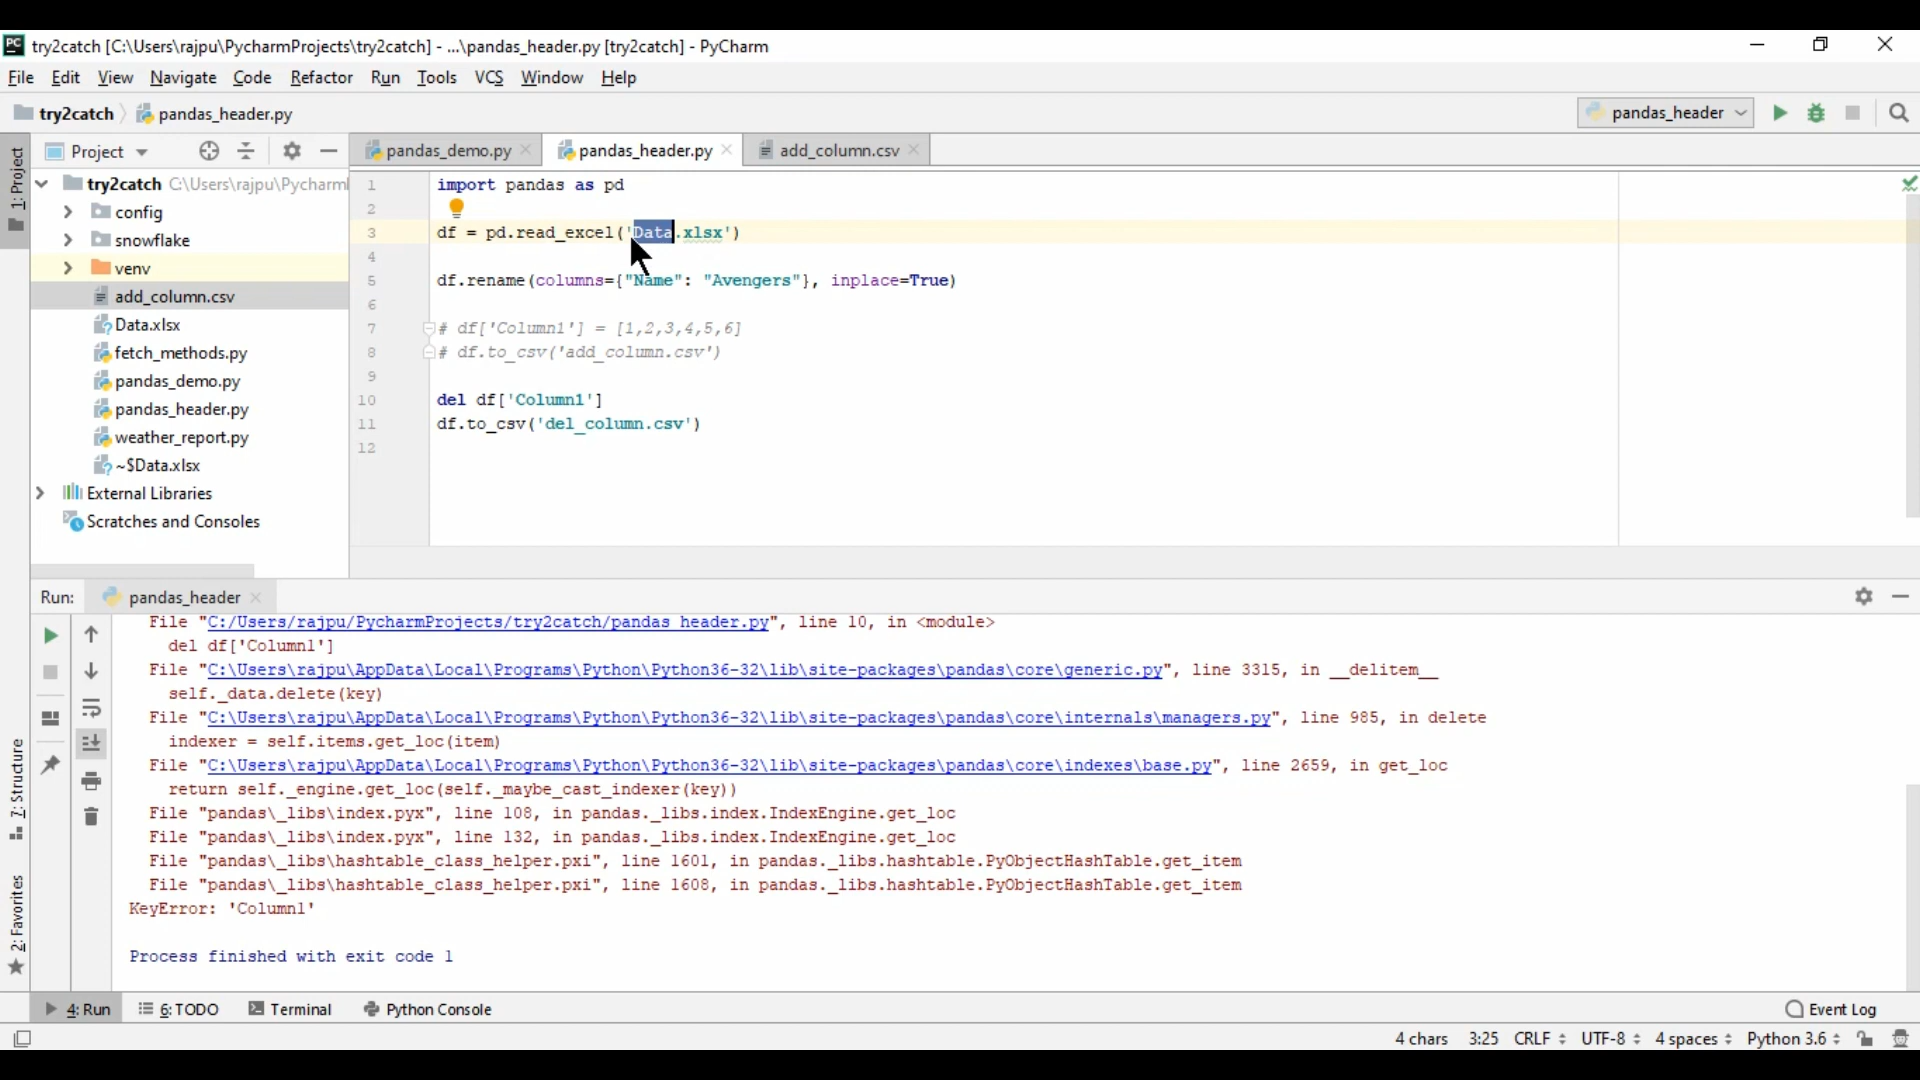 try2catch [C:\Users\rajpu\PycharmProjects\try2catch] - ...\pandas_header.py [try2catch] - PyCharm
File Edit View Navigate Code Refactor Run Tools VCS Window Help
try2catch pandas_header.py pandas_header
1: Project
Project
pandas_demo.py pandas_header.py add_column.csv
try2catch C:\Users\rajpu\Pycharm
config
snowflake
venv
add_column.csv
Data.xlsx
fetch_methods.py
pandas_demo.py
pandas_header.py
weather_report.py
~$Data.xlsx
External Libraries
Scratches and Consoles
1 import pandas as pd
2
3 df = pd.read_excel('Data.xlsx')
4
5 df.rename(columns={"Name": "Avengers"}, inplace=True)
6
7 # df['Column1'] = [1,2,3,4,5,6]
8 # df.to_csv('add_column.csv')
9
10 del df['Column1']
11 df.to_csv('del_column.csv')
12
Run: pandas_header
File "C:/Users/rajpu/PycharmProjects/try2catch/pandas_header.py", line 10, in <module>
del df['Column1']
File "C:\Users\rajpu\AppData\Local\Programs\Python\Python36-32\lib\site-packages\pandas\core\generic.py", line 3315, in __delitem__
self._data.delete(key)
File "C:\Users\rajpu\AppData\Local\Programs\Python\Python36-32\lib\site-packages\pandas\core\internals\managers.py", line 985, in delete
indexer = self.items.get_loc(item)
File "C:\Users\rajpu\AppData\Local\Programs\Python\Python36-32\lib\site-packages\pandas\core\indexes\base.py", line 2659, in get_loc
return self._engine.get_loc(self._maybe_cast_indexer(key))
File "pandas\_libs\index.pyx", line 108, in pandas._libs.index.IndexEngine.get_loc
File "pandas\_libs\index.pyx", line 132, in pandas._libs.index.IndexEngine.get_loc
File "pandas\_libs\hashtable_class_helper.pxi", line 1601, in pandas._libs.hashtable.PyObjectHashTable.get_item
File "pandas\_libs\hashtable_class_helper.pxi", line 1608, in pandas._libs.hashtable.PyObjectHashTable.get_item
KeyError: 'Column1'
Process finished with exit code 1
7: Structure
2: Favorites
4: Run 6: TODO Terminal Python Console Event Log
4 chars 3:25 CRLF UTF-8 4 spaces Python 3.6